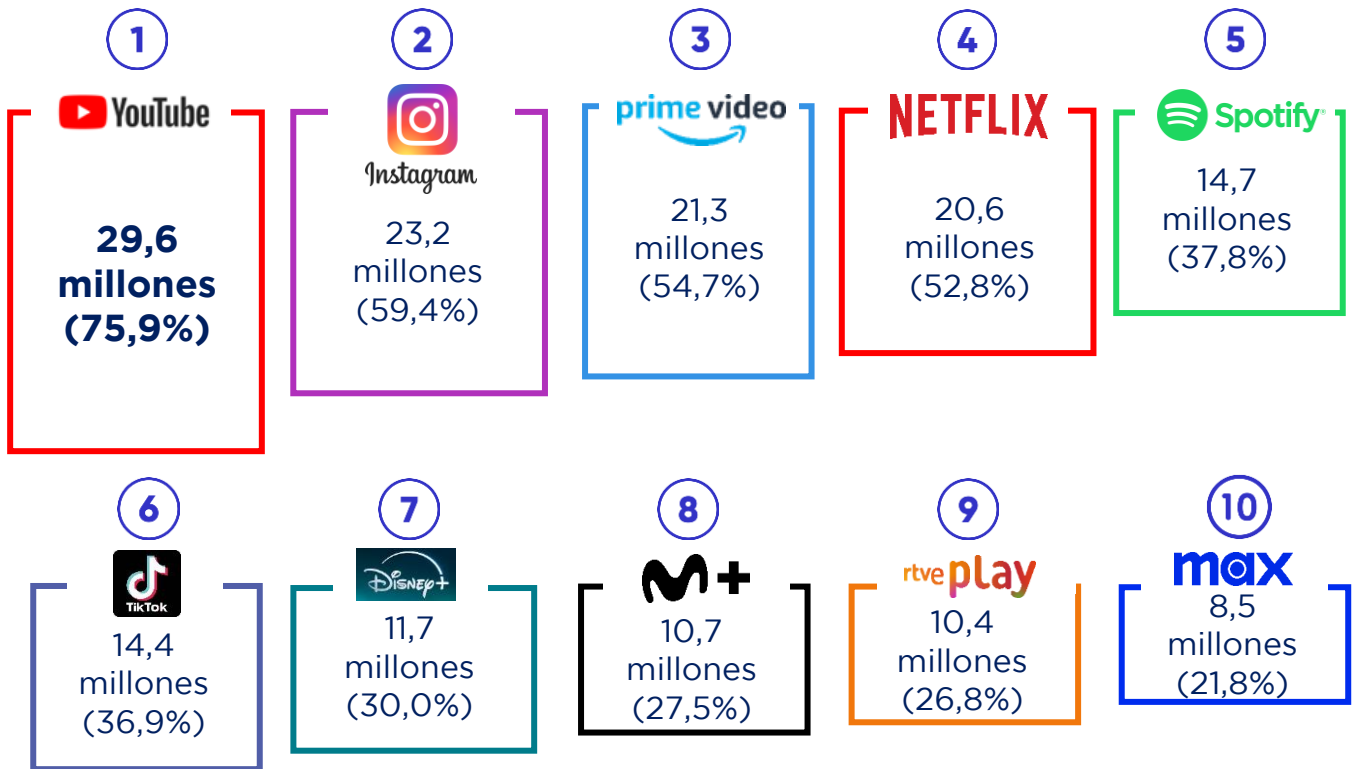 1
YouTube
29,6
millones
(75,9%)
2
Instagram
23,2
millones
(59,4%)
3
prime video
21,3
millones
(54,7%)
4
NETFLIX
20,6
millones
(52,8%)
5
Spotify
14,7
millones
(37,8%)
6
TikTok
14,4
millones
(36,9%)
7
Disney+
11,7
millones
(30,0%)
8
M+
10,7
millones
(27,5%)
9
rtve play
10,4
millones
(26,8%)
10
max
8,5
millones
(21,8%)